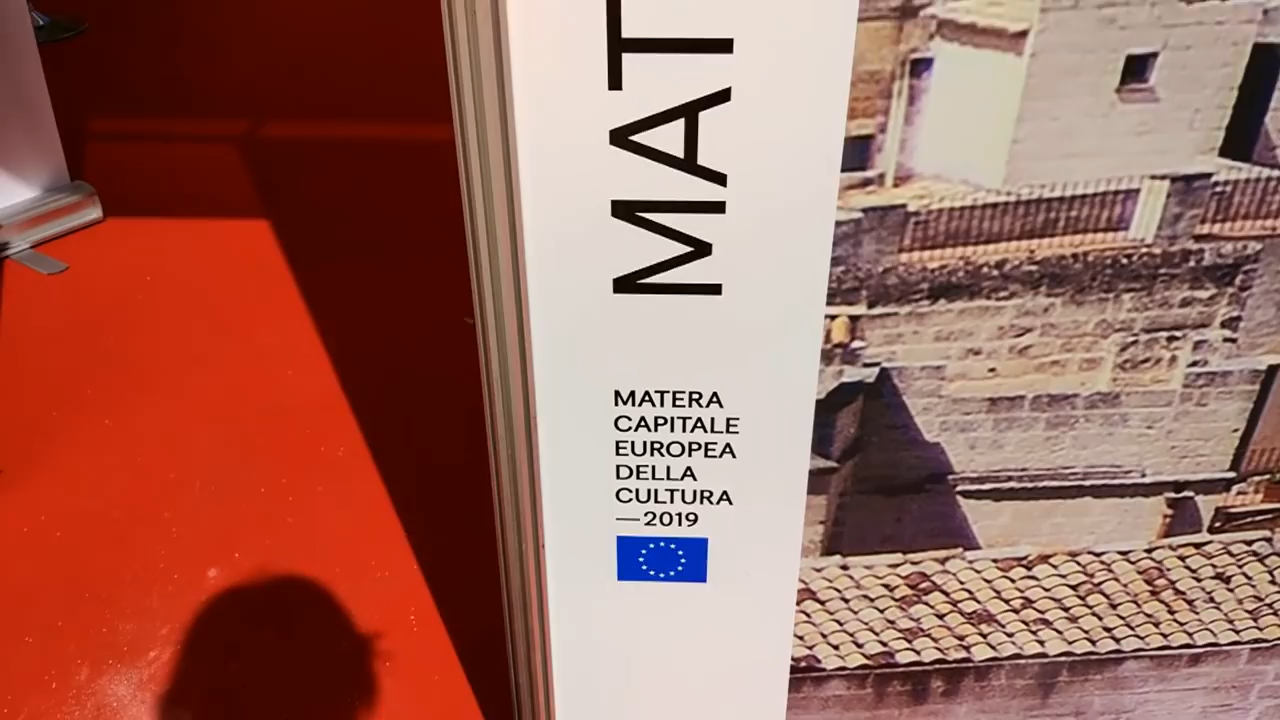 MAT
MATERA
CAPITALE
EUROPEA
DELLA
CULTURA
—2019